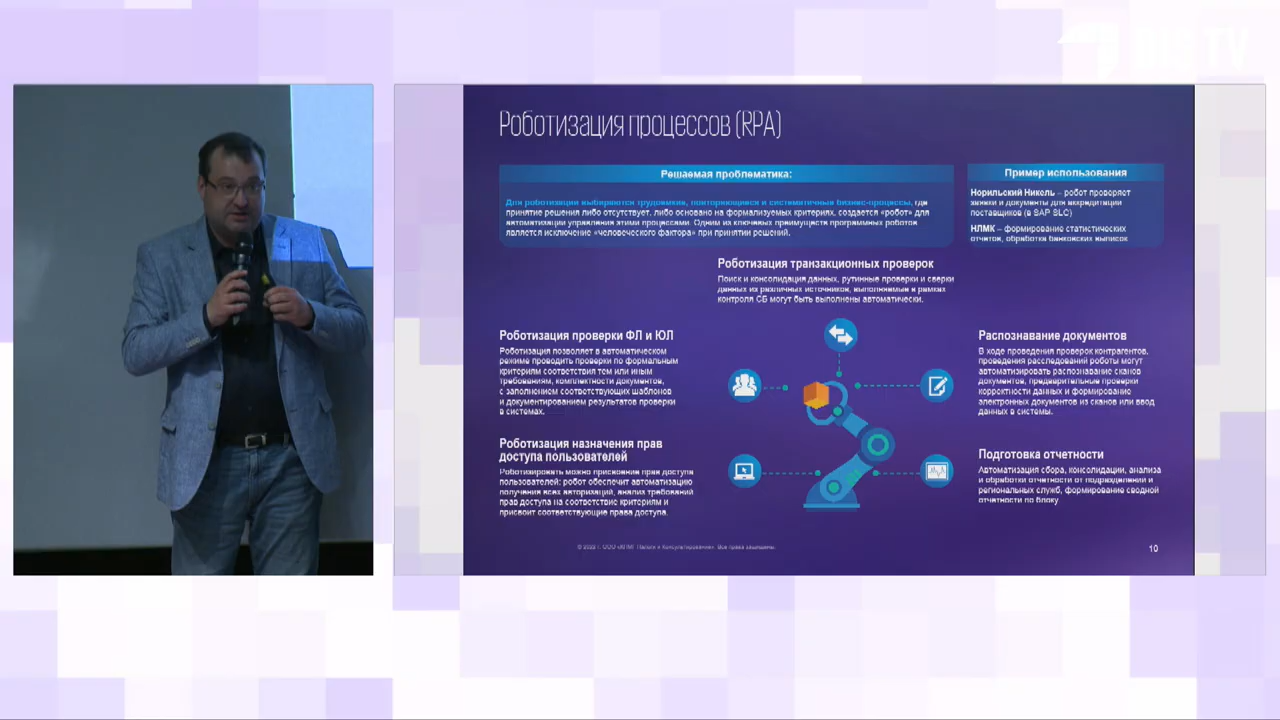 Роботизация процессов (RPA)
Решаемая проблематика:
Для роботизации выбираются трудоемкие, повторяющиеся и систематичные бизнес-процессы, где
принятие решения либо отсутствует, либо основано на формализуемых критериях, создается «робот» для
автоматизации управления этими процессами. Одним из ключевых преимуществ программных роботов
является исключение «человеческого фактора» при принятии решений.
Пример использования
Норильский Никель – робот проверяет
заявки и документы для аккредитации
поставщиков (в SAP SLC)
НЛМК – формирование статистических
отчетов, обработка банковских выписок
Роботизация транзакционных проверок
Поиск и консолидация данных, рутинные проверки и сверки
данных из различных источников, выполняемые в рамках
контроля СБ могут быть выполнены автоматически.
Роботизация проверки ФЛ и ЮЛ
Роботизация позволяет в автоматическом
режиме проводить проверки по формальным
критериям соответствия тем или иным
требованиям, комплектности документов,
с заполнением соответствующих шаблонов
и документированием результатов проверки
в системах.
Роботизация назначения прав
доступа пользователей
Роботизировать можно присвоение прав доступа
пользователей: робот обеспечит автоматизацию
получения всех авторизаций, анализ требований
прав доступа на соответствие критериям и
присвоит соответствующие права доступа.
Распознавание документов
В ходе проведения проверок контрагентов,
проведения расследований роботы могут
автоматизировать распознавание сканов
документов, предварительные проверки
корректности данных и формирование
электронных документов из сканов или ввод
данных в системы.
Подготовка отчетности
Автоматизация сбора, консолидации, анализа
и обработки отчетности от подразделений и
региональных служб, формирование сводной
отчетности по блоку
Все права защищены.
10